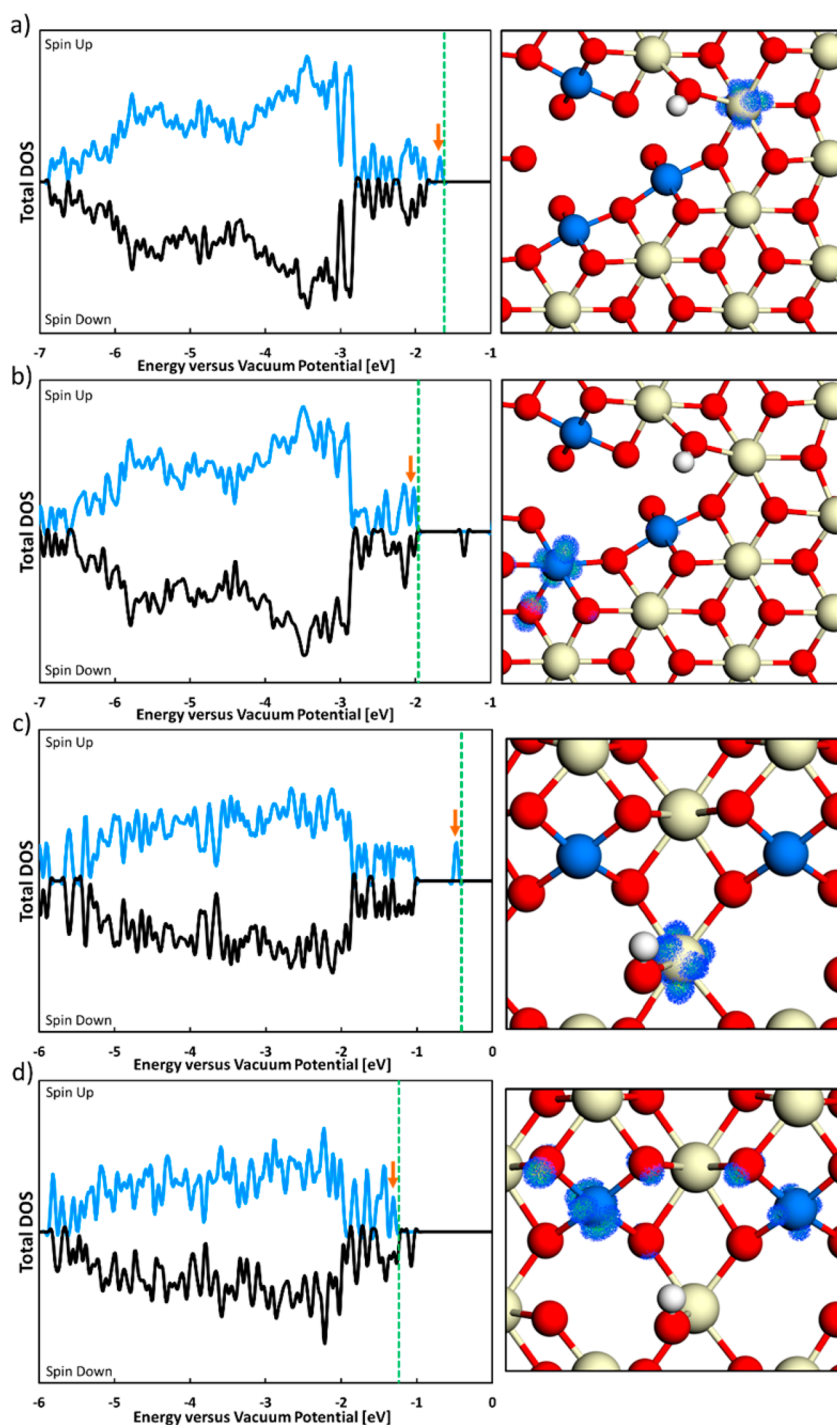 a)
Spin Up
Total DOS
Spin Down
-7 -6 -5 -4 -3 -2 -1
Energy versus Vacuum Potential [eV]
b)
Spin Up
Total DOS
Spin Down
-7 -6 -5 -4 -3 -2 -1
Energy versus Vacuum Potential [eV]
c)
Spin Up
Total DOS
Spin Down
-6 -5 -4 -3 -2 -1 0
Energy versus Vacuum Potential [eV]
d)
Spin Up
Total DOS
Spin Down
-6 -5 -4 -3 -2 -1 0
Energy versus Vacuum Potential [eV]